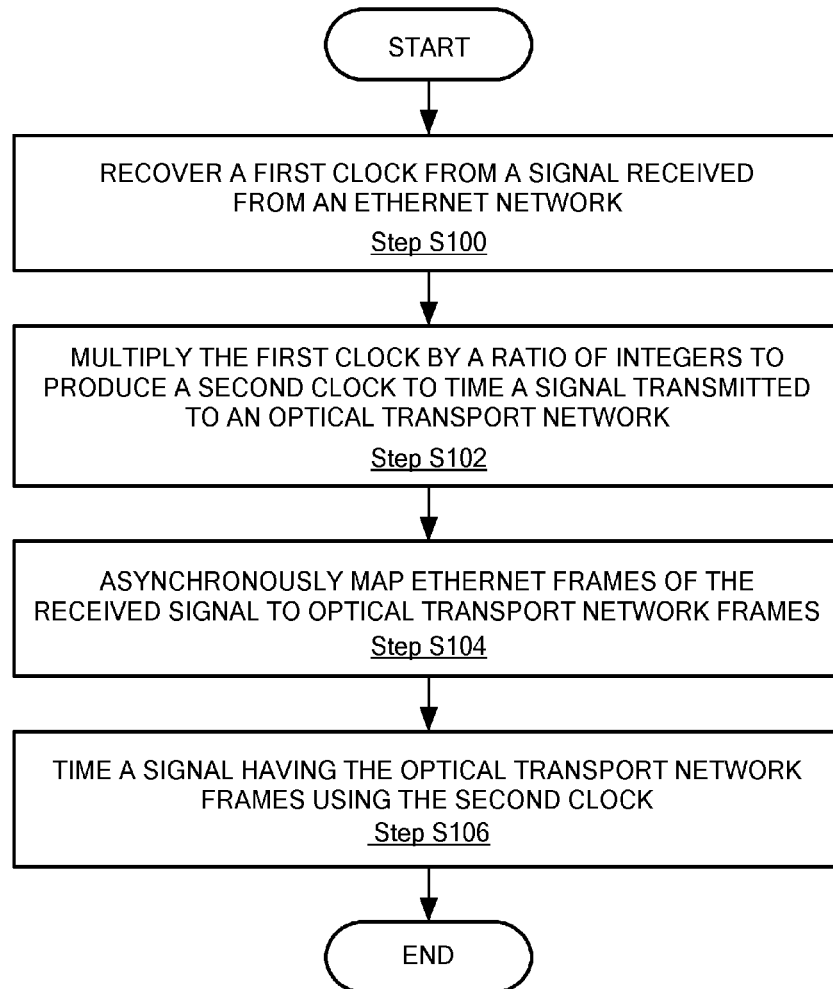 START
RECOVER A FIRST CLOCK FROM A SIGNAL RECEIVED
FROM AN ETHERNET NETWORK
Step S100
MULTIPLY THE FIRST CLOCK BY A RATIO OF INTEGERS TO
PRODUCE A SECOND CLOCK TO TIME A SIGNAL TRANSMITTED
TO AN OPTICAL TRANSPORT NETWORK
Step S102
ASYNCHRONOUSLY MAP ETHERNET FRAMES OF THE
RECEIVED SIGNAL TO OPTICAL TRANSPORT NETWORK FRAMES
Step S104
TIME A SIGNAL HAVING THE OPTICAL TRANSPORT NETWORK
FRAMES USING THE SECOND CLOCK
Step S106
END